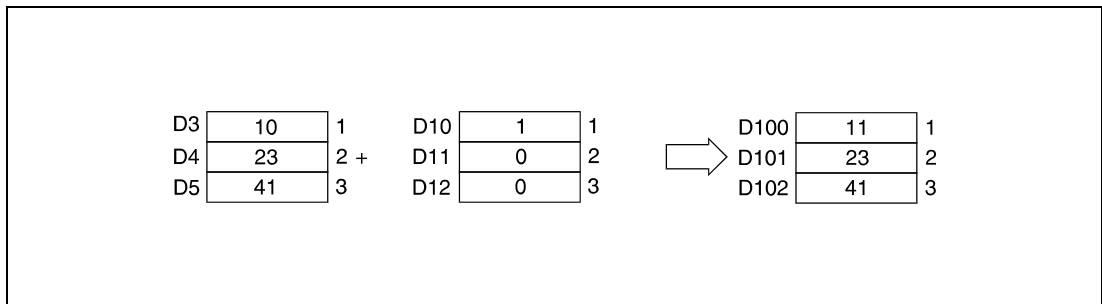 D3 10 1 D10 1 1 D100 11 1
D4 23 2 + D11 0 2 D101 23 2
D5 41 3 D12 0 3 D102 41 3